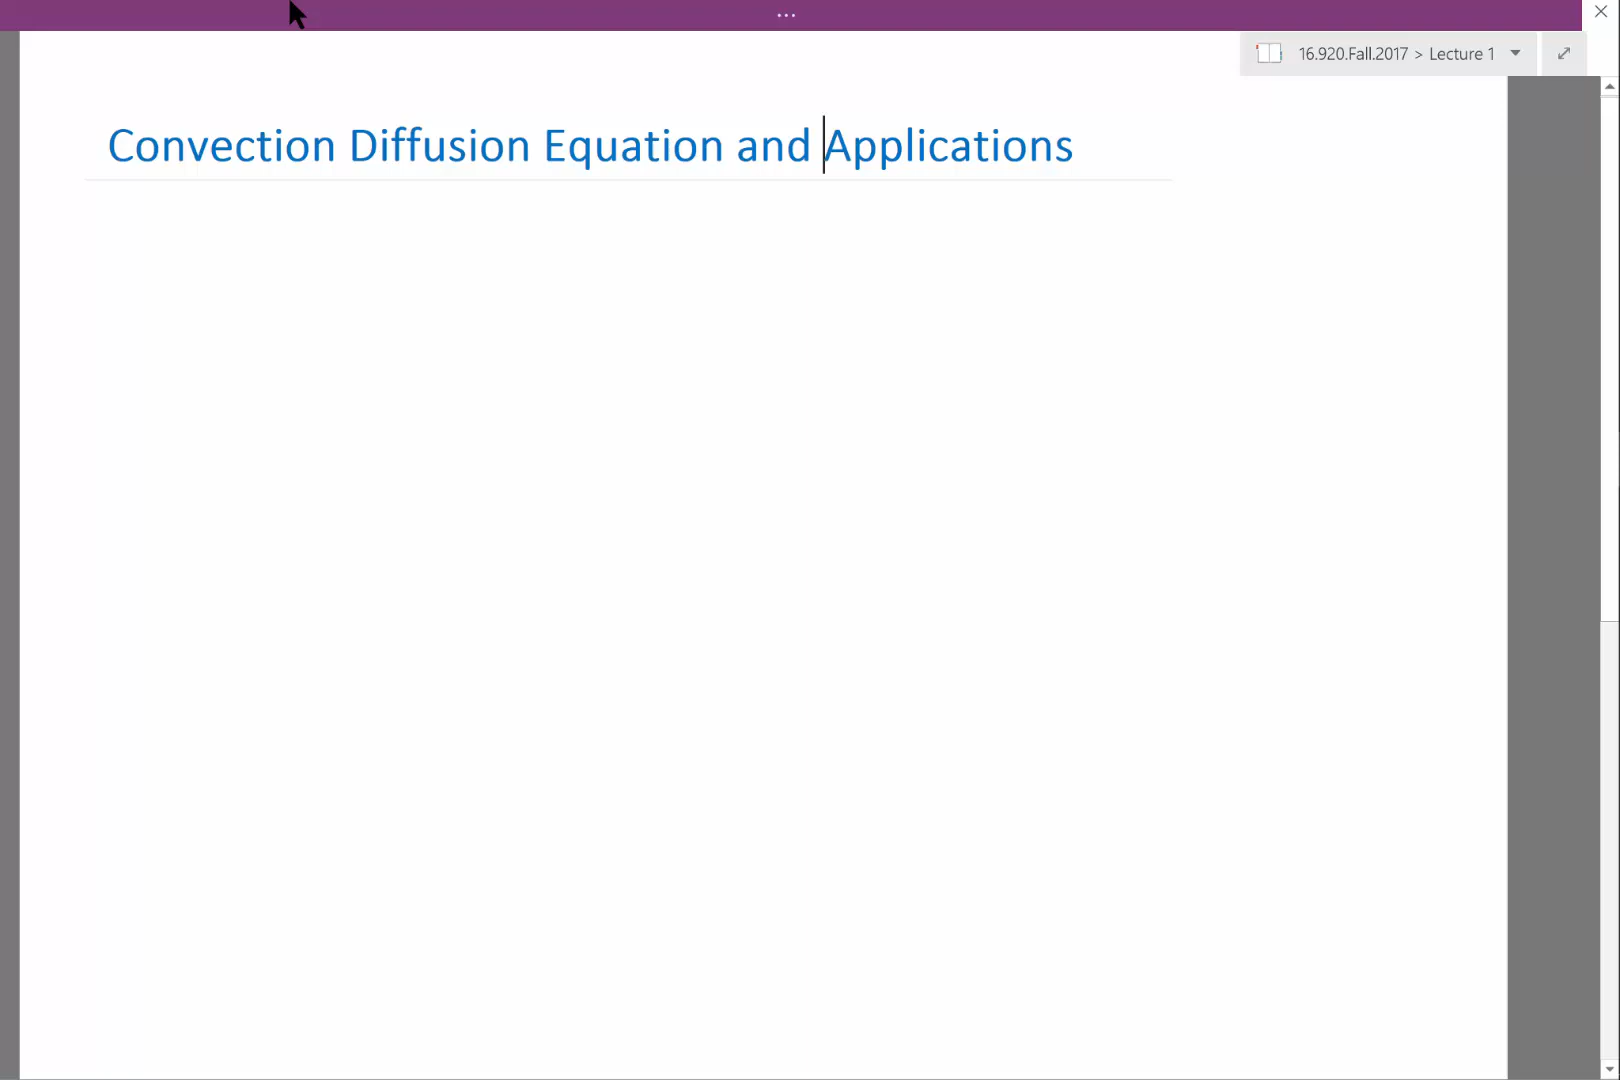 ...
16.920.Fall.2017 > Lecture 1
Convection Diffusion Equation and Applications